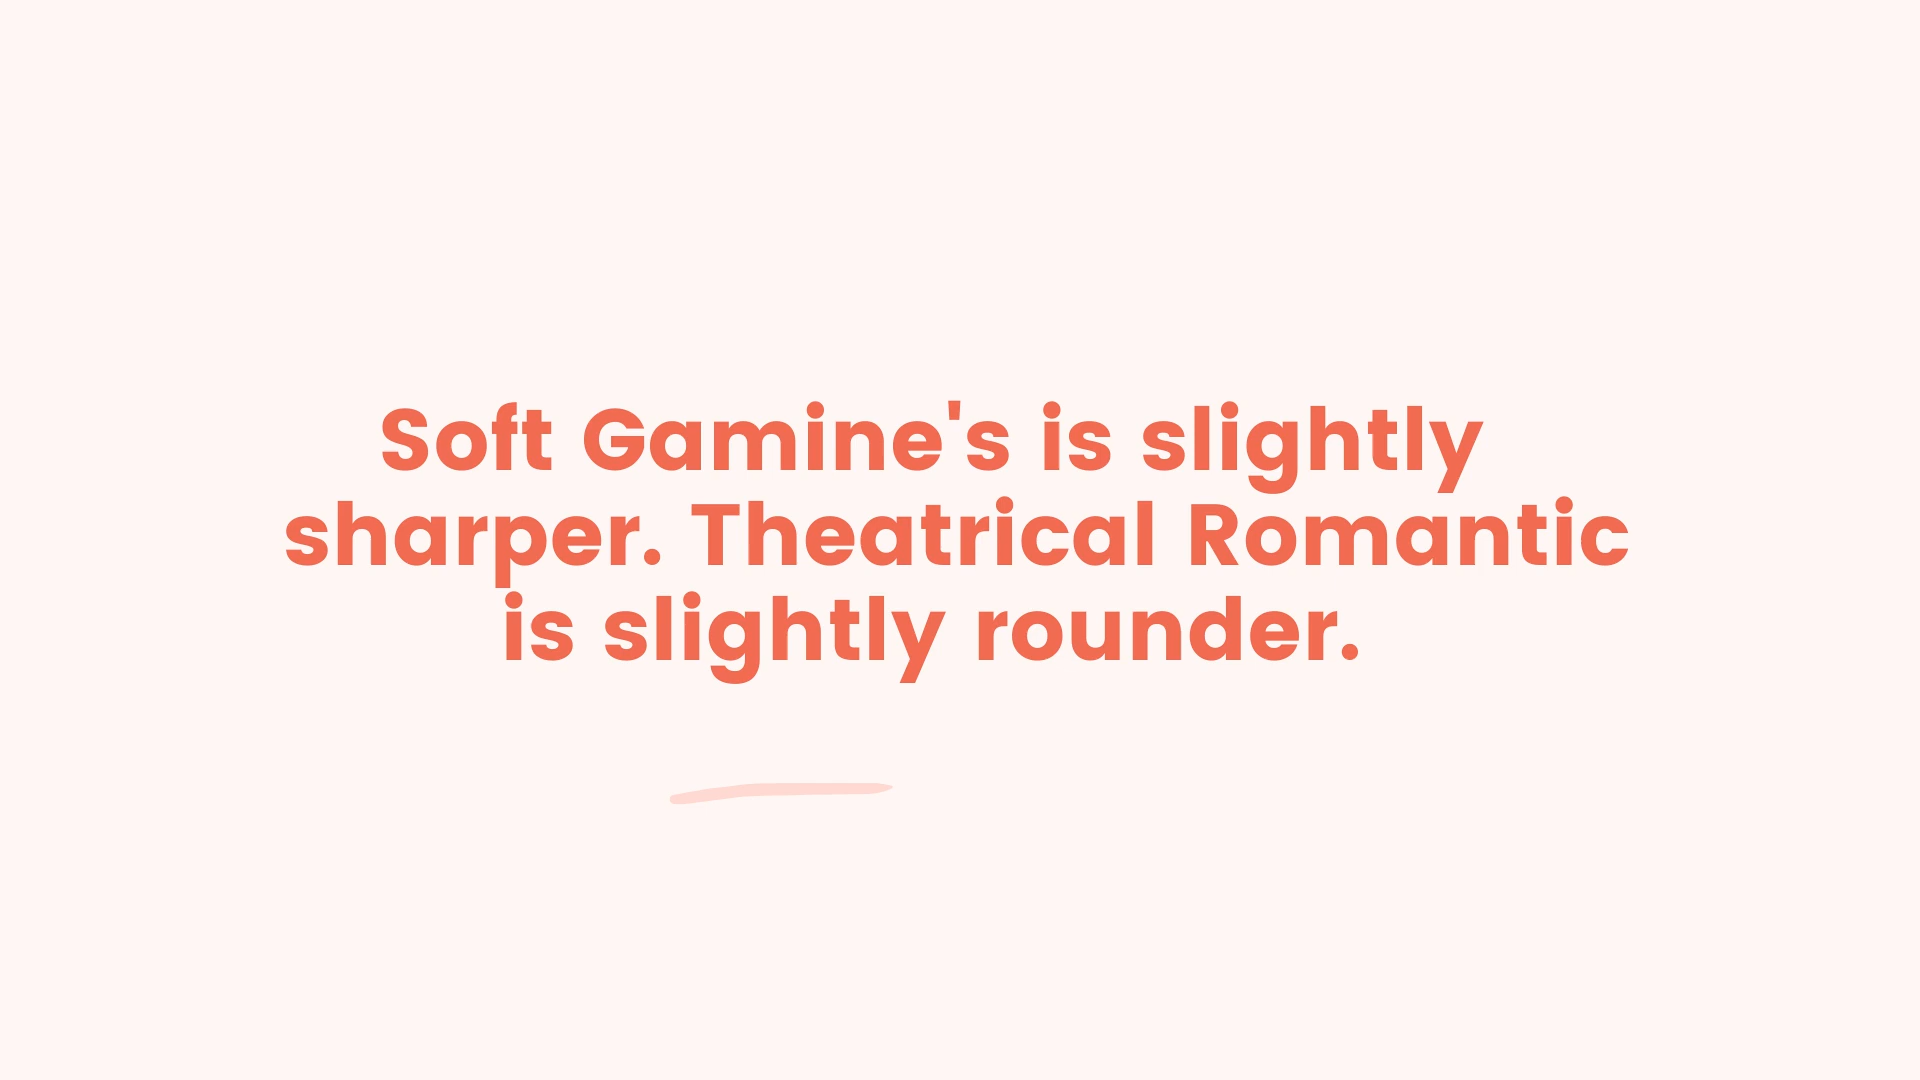 Soft Gamine's is slightly
sharper. Theatrical Romantic
is slightly rounder.